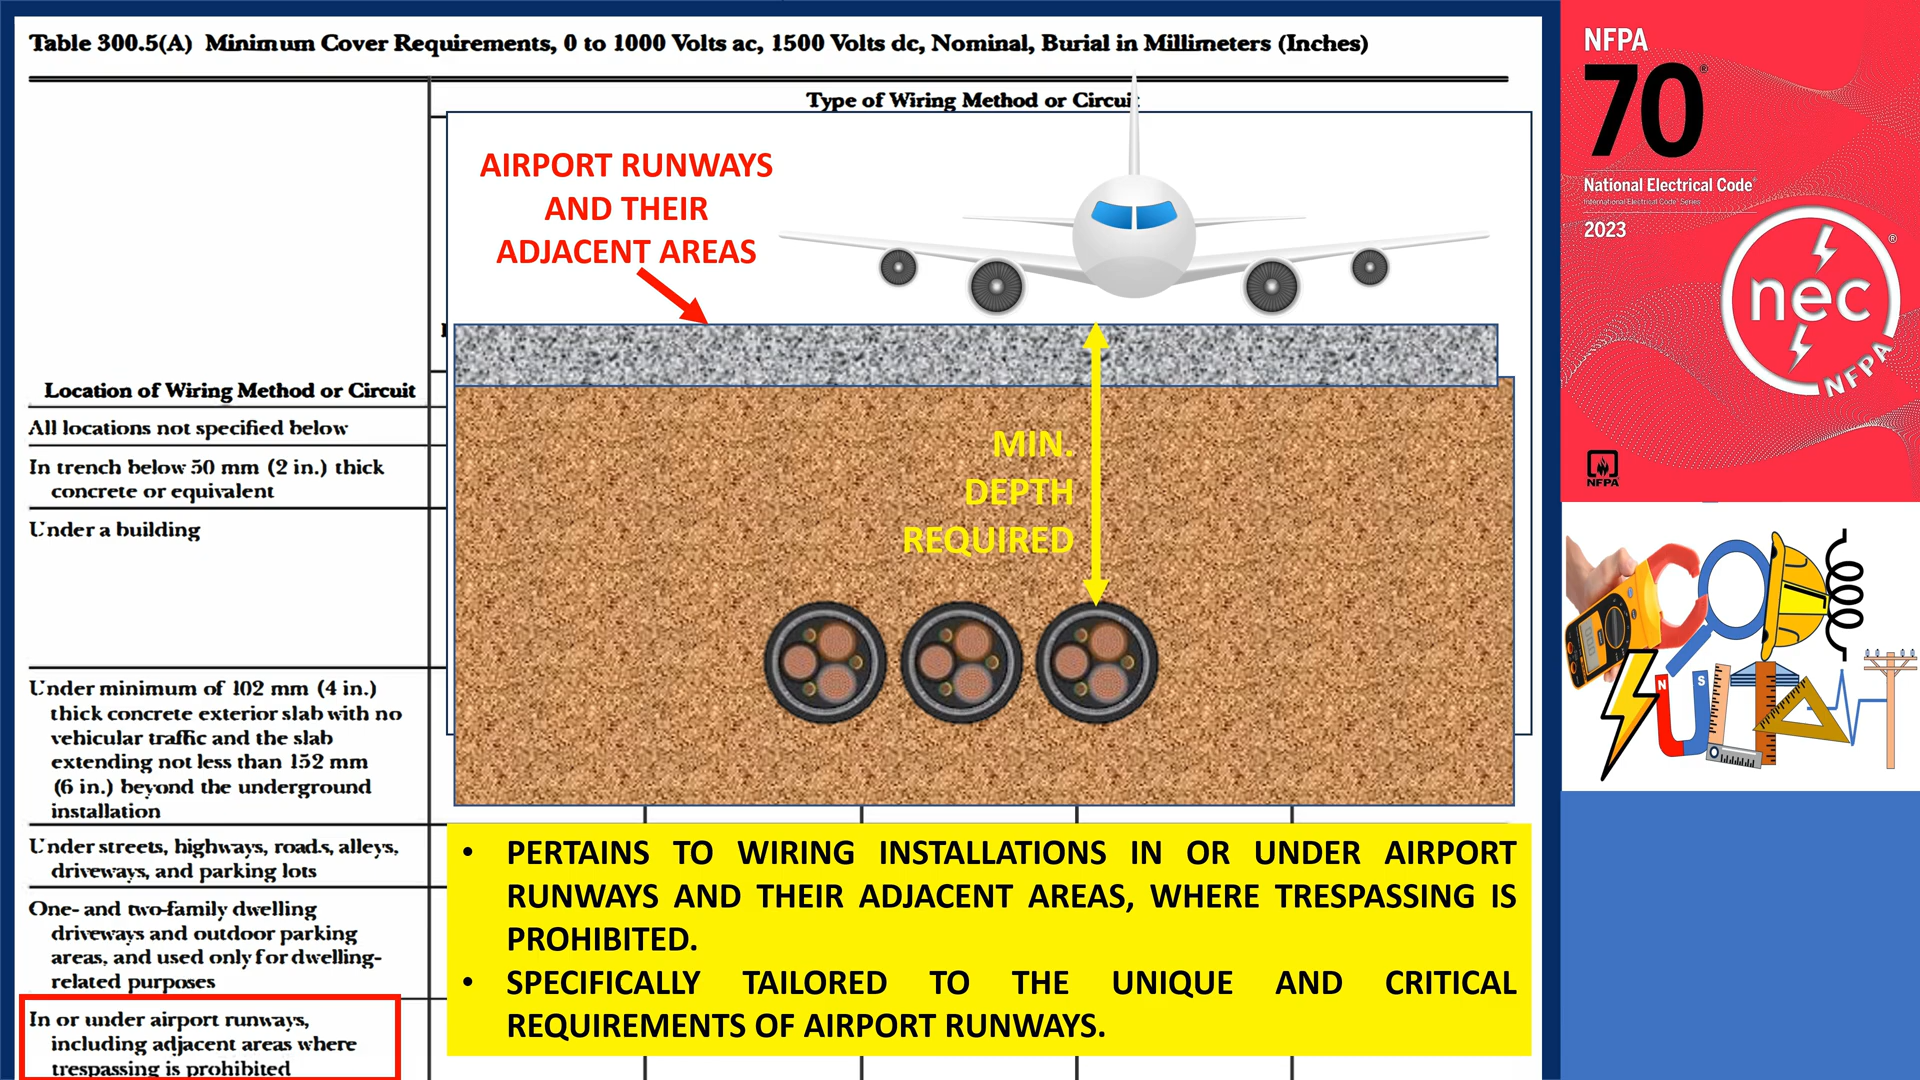 Table 300.5(A) Minimum Cover Requirements, 0 to 1000 Volts ac, 1500 Volts dc, Nominal, Burial in Millimeters (Inches)
Type of Wiring Method or Circuit
AIRPORT RUNWAYS
AND THEIR
ADJACENT AREAS
MIN.
DEPTH
REQUIRED
Location of Wiring Method or Circuit
All locations not specified below
In trench below 50 mm (2 in.) thick
concrete or equivalent
Under a building
Under minimum of 102 mm (4 in.)
thick concrete exterior slab with no
vehicular traffic and the slab
extending not less than 152 mm
(6 in.) beyond the underground
installation
Under streets, highways, roads, alleys,
driveways, and parking lots
One- and two-family dwelling
driveways and outdoor parking
areas, and used only for dwelling-
related purposes
In or under airport runways,
including adjacent areas where
trespassing is prohibited
• PERTAINS TO WIRING INSTALLATIONS IN OR UNDER AIRPORT
RUNWAYS AND THEIR ADJACENT AREAS, WHERE TRESPASSING IS
PROHIBITED.
• SPECIFICALLY TAILORED TO THE UNIQUE AND CRITICAL
REQUIREMENTS OF AIRPORT RUNWAYS.
NFPA
70®
National Electrical Code®
International Electrical Code® Series
2023
nec®
NFPA
NFPA
N S